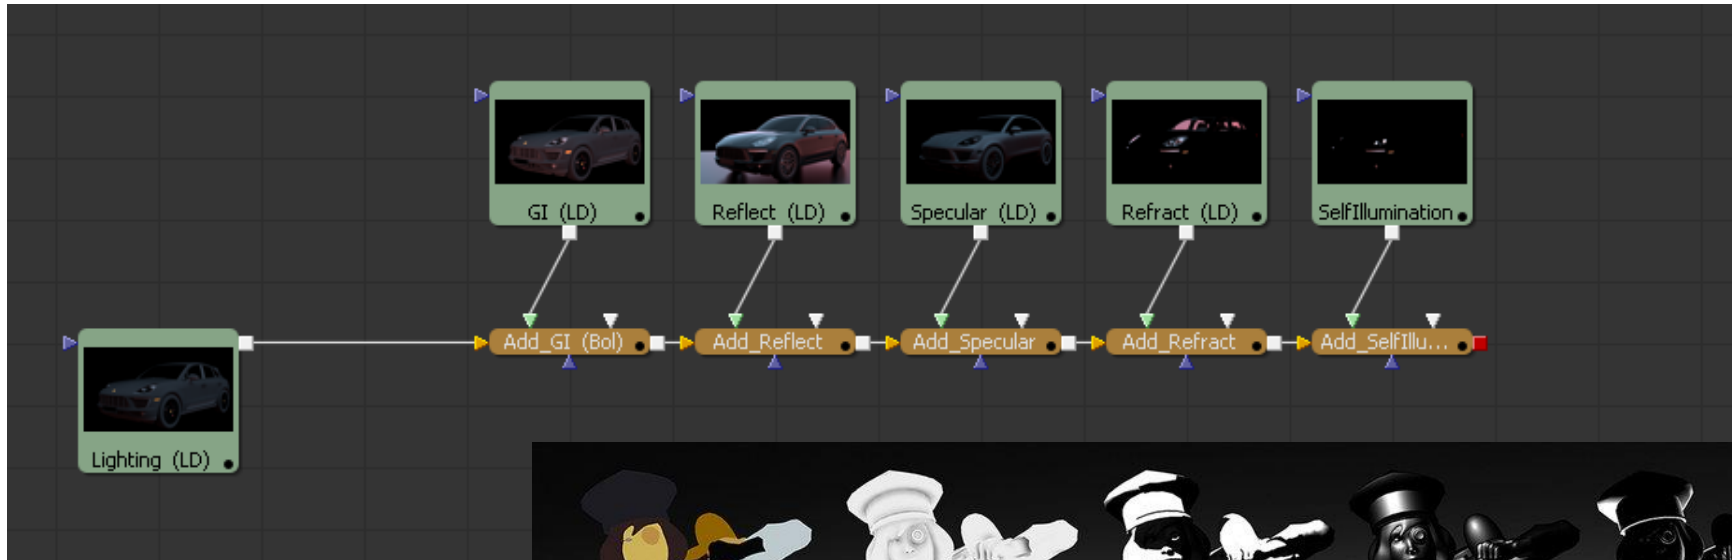 GI (LD)
Reflect (LD)
Specular (LD)
Refract (LD)
SelfIllumination
Add_GI (Bol)
Add_Reflect
Add_Specular
Add_Refract
Add_SelfIllu...
Lighting (LD)